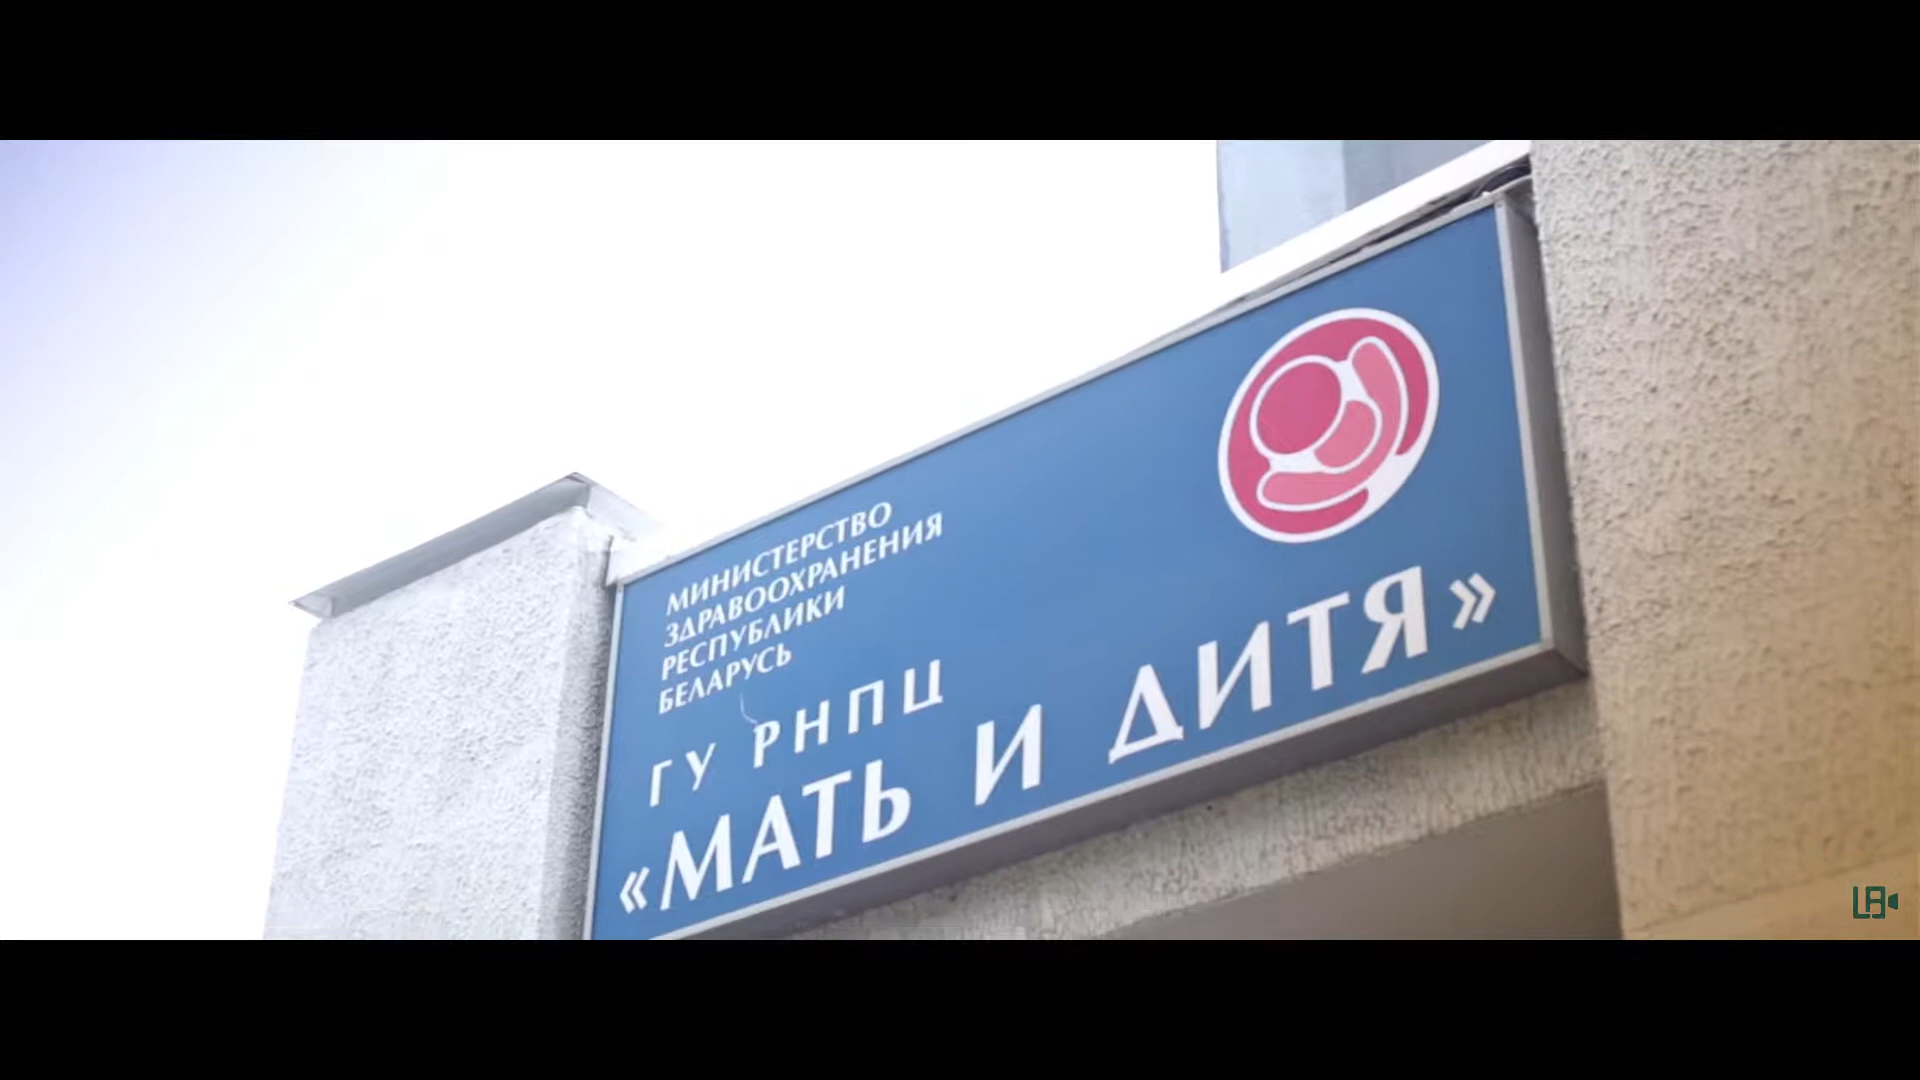 МИНИСТЕРСТВО
ЗДРАВООХРАНЕНИЯ
РЕСПУБЛИКИ
БЕЛАРУСЬ
ГУ РНПЦ
«МАТЬ И ДИТЯ»